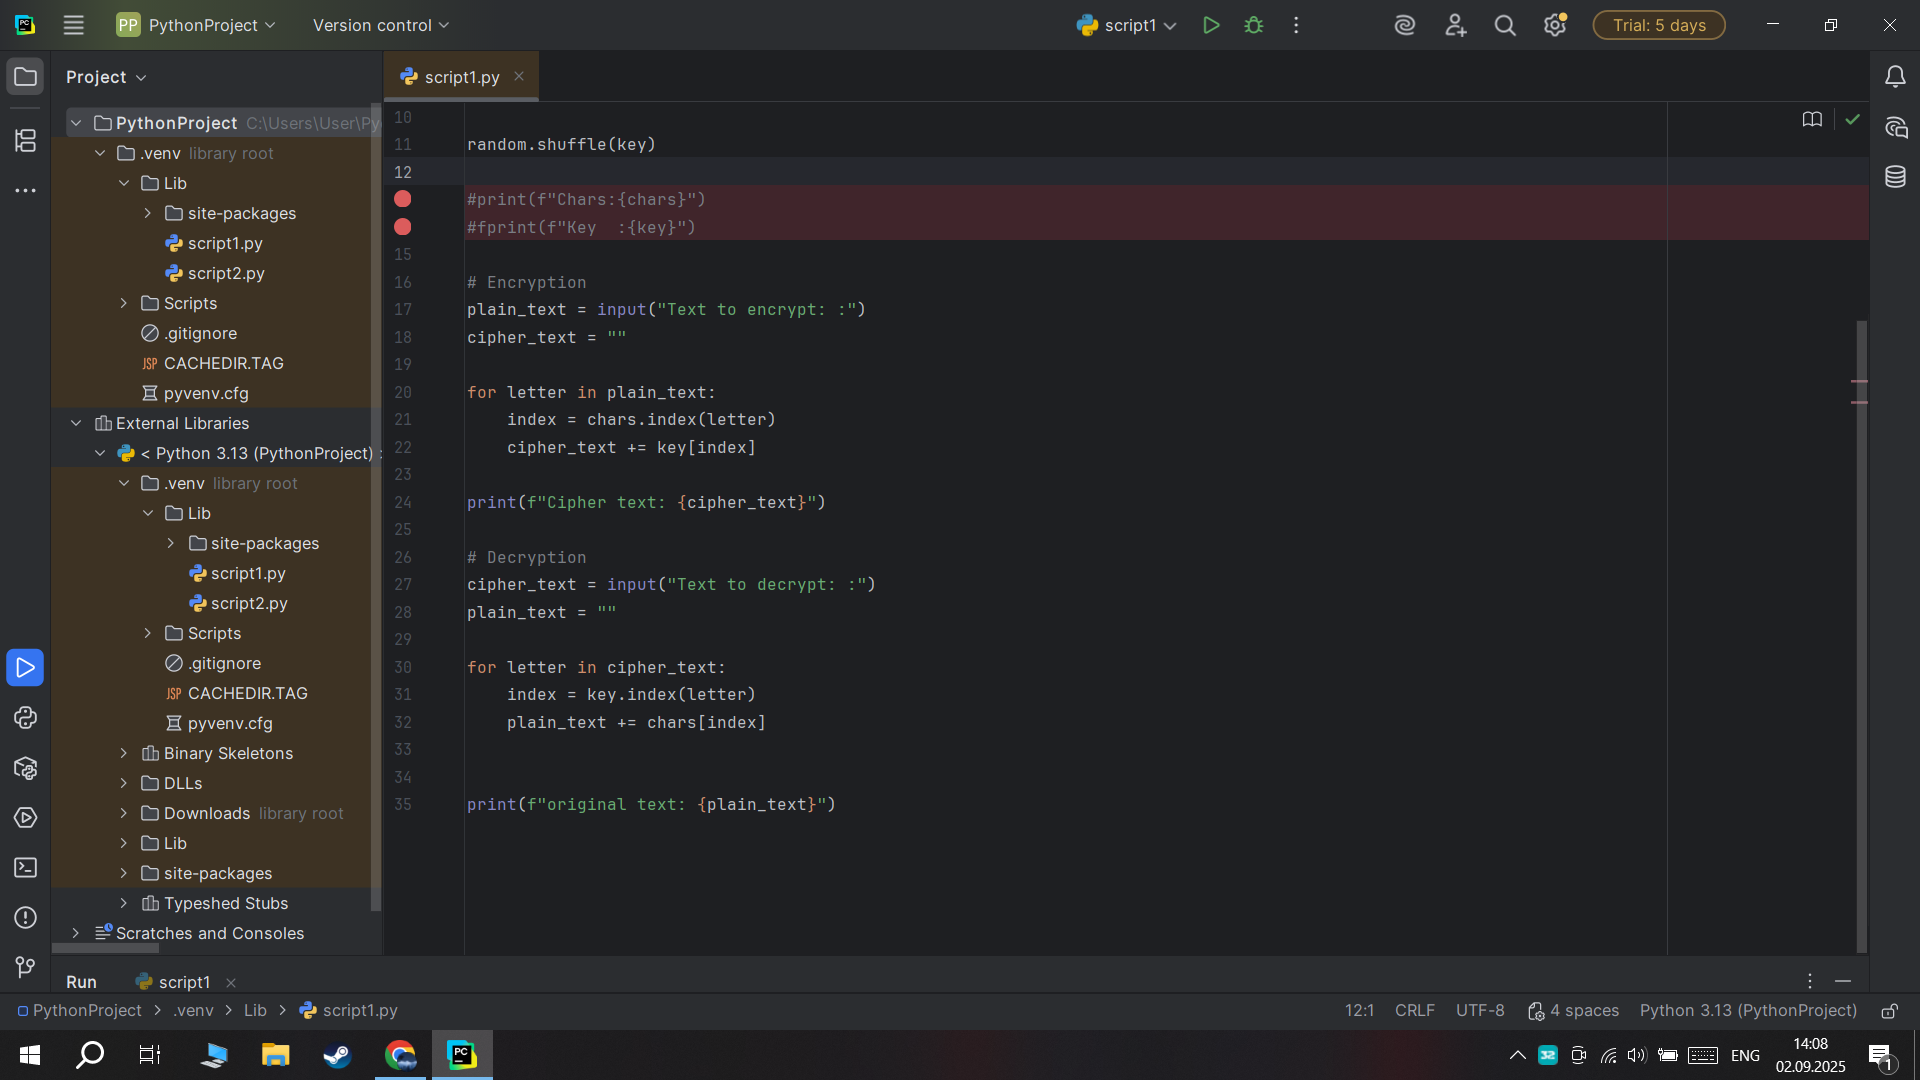 PC
PP PythonProject
Version control
script1
Trial: 5 days
Project
script1.py
PythonProject C:\Users\User\Py
.venv library root
Lib
site-packages
script1.py
script2.py
Scripts
.gitignore
JSP CACHEDIR.TAG
pyvenv.cfg
External Libraries
< Python 3.13 (PythonProject)
.venv library root
Lib
site-packages
script1.py
script2.py
Scripts
.gitignore
JSP CACHEDIR.TAG
pyvenv.cfg
Binary Skeletons
DLLs
Downloads library root
Lib
site-packages
Typeshed Stubs
Scratches and Consoles
10
11 random.shuffle(key)
12
#print(f"Chars:{chars}")
#fprint(f"Key  :{key}")
15
16 # Encryption
17 plain_text = input("Text to encrypt: :")
18 cipher_text = ""
19
20 for letter in plain_text:
21     index = chars.index(letter)
22     cipher_text += key[index]
23
24 print(f"Cipher text: {cipher_text}")
25
26 # Decryption
27 cipher_text = input("Text to decrypt: :")
28 plain_text = ""
29
30 for letter in cipher_text:
31     index = key.index(letter)
32     plain_text += chars[index]
33
34
35 print(f"original text: {plain_text}")
Run script1
PythonProject > .venv > Lib > script1.py
12:1 CRLF UTF-8 4 spaces Python 3.13 (PythonProject)
PC
32
ENG
14:08
02.09.2025
1